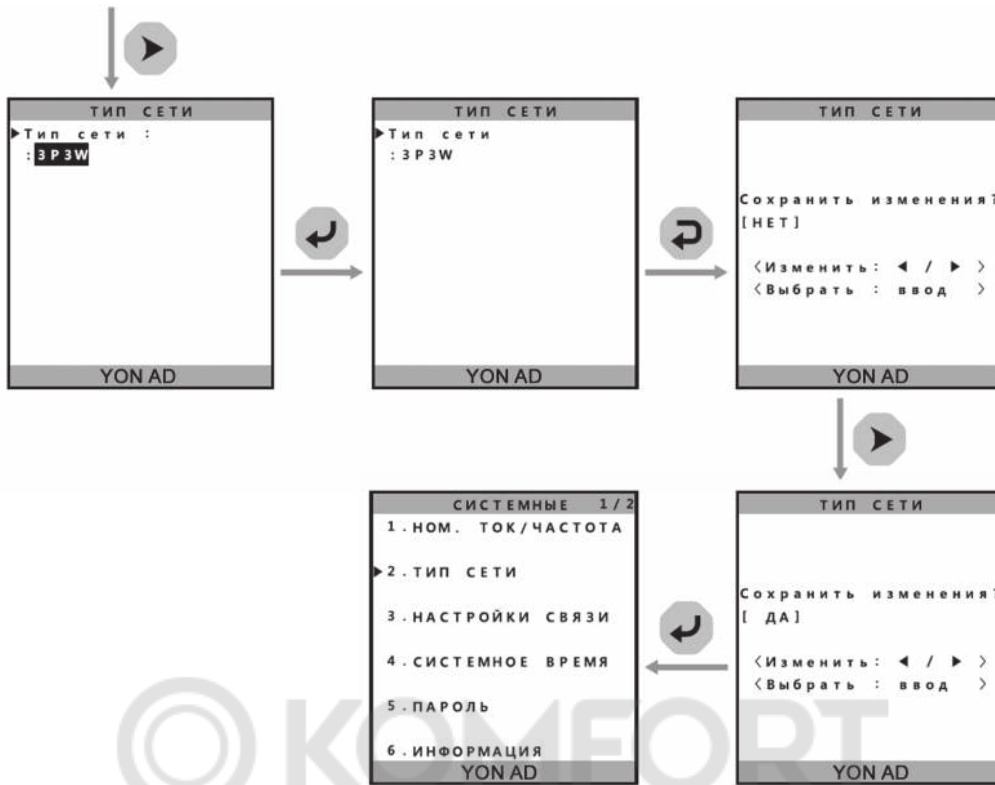 ТИП СЕТИ
▶Тип сети :
:3P3W
YON AD
ТИП СЕТИ
▶Тип сети
:3P3W
YON AD
ТИП СЕТИ
Сохранить изменения?
[НЕТ]
<Изменить: ◀ / ▶ >
<Выбрать : ввод >
YON AD
СИСТЕМНЫЕ 1/2
1.НОМ. ТОК/ЧАСТОТА
▶2.ТИП СЕТИ
3.НАСТРОЙКИ СВЯЗИ
4.СИСТЕМНОЕ ВРЕМЯ
5.ПАРОЛЬ
6.ИНФОРМАЦИЯ
YON AD
ТИП СЕТИ
Сохранить изменения?
[ ДА]
<Изменить: ◀ / ▶ >
<Выбрать : ввод >
YON AD
KOMFORT